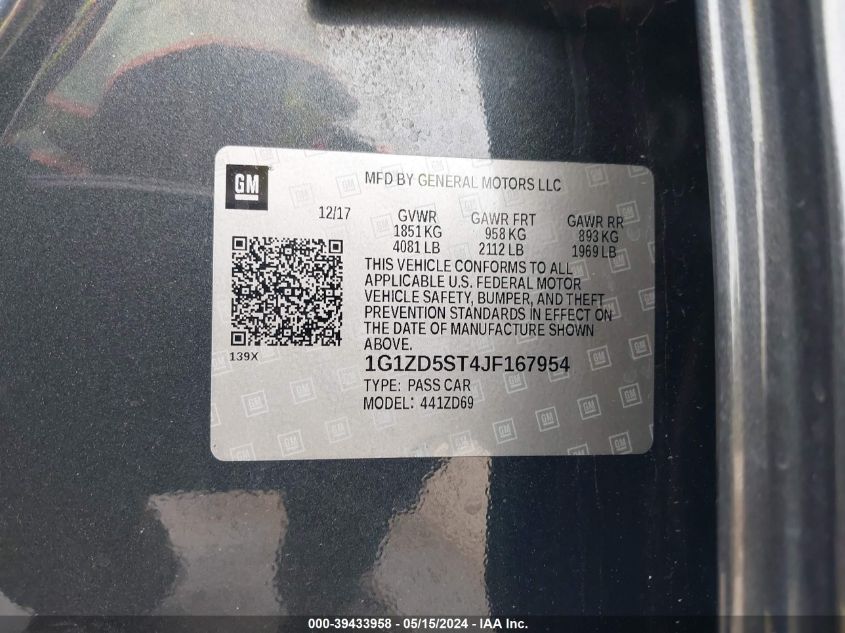 GM
MFD BY GENERAL MOTORS LLC
12/17 GVWR GAWR FRT GAWR RR
1851 KG 958 KG 893 KG
4081 LB 2112 LB 1969 LB
THIS VEHICLE CONFORMS TO ALL
APPLICABLE U.S. FEDERAL MOTOR
VEHICLE SAFETY, BUMPER, AND THEFT
PREVENTION STANDARDS IN EFFECT ON
THE DATE OF MANUFACTURE SHOWN
ABOVE.
139X
1G1ZD5ST4JF167954
TYPE: PASS CAR
MODEL: 441ZD69
000-39433958 - 05/15/2024 - IAA Inc.